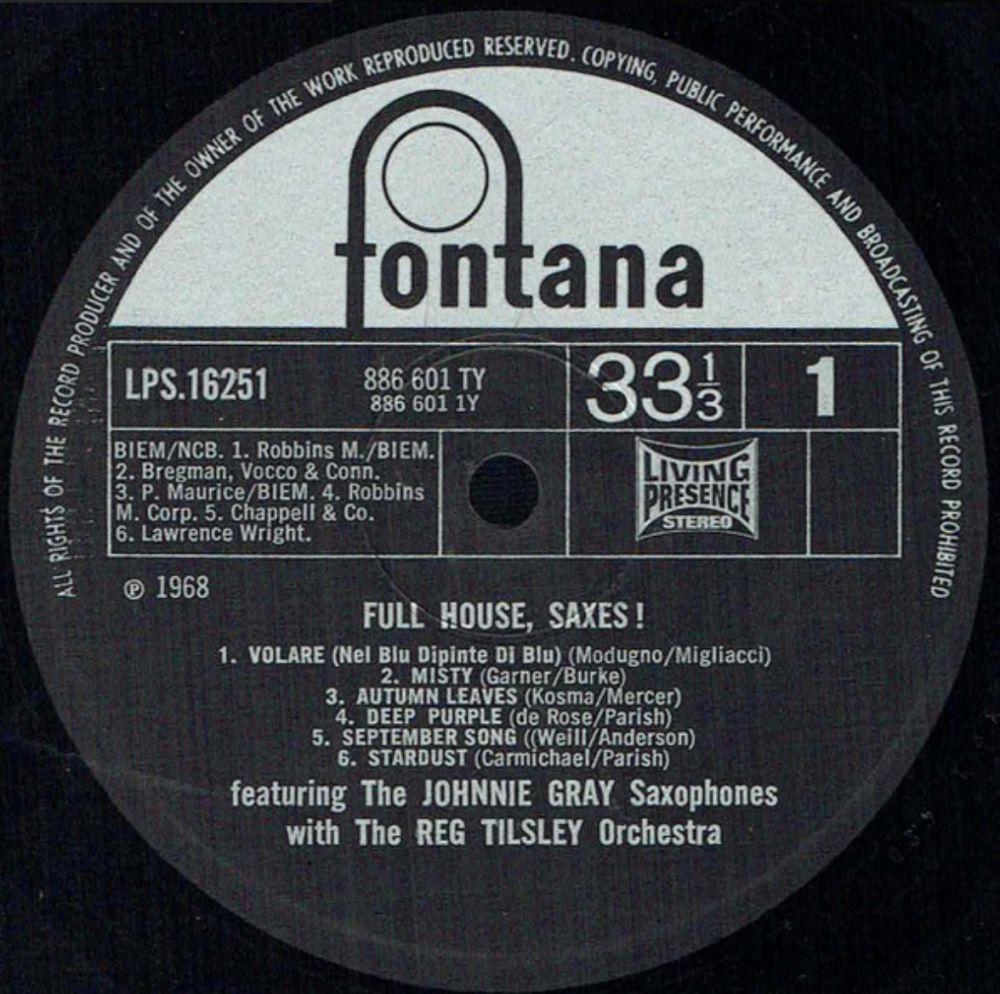 ALL RIGHTS OF THE RECORD PRODUCER AND OF THE OWNER OF THE WORK REPRODUCED RESERVED. COPYING, PUBLIC PERFORMANCE AND BROADCASTING OF THIS RECORD PROHIBITED
fontana
LPS.16251
886 601 TY
886 601 1Y
33 1/3
1
BIEM/NCB. 1. Robbins M./BIEM.
2. Bregman, Vocco & Conn.
3. P. Maurice/BIEM. 4. Robbins
M. Corp. 5. Chappell & Co.
6. Lawrence Wright.
LIVING
PRESENCE
STEREO
℗ 1968
FULL HOUSE, SAXES!
1. VOLARE (Nel Blu Dipinte Di Blu) (Modugno/Migliacci)
2. MISTY (Garner/Burke)
3. AUTUMN LEAVES (Kosma/Mercer)
4. DEEP PURPLE (de Rose/Parish)
5. SEPTEMBER SONG ((Weill/Anderson)
6. STARDUST (Carmichael/Parish)
featuring The JOHNNIE GRAY Saxophones
with The REG TILSLEY Orchestra